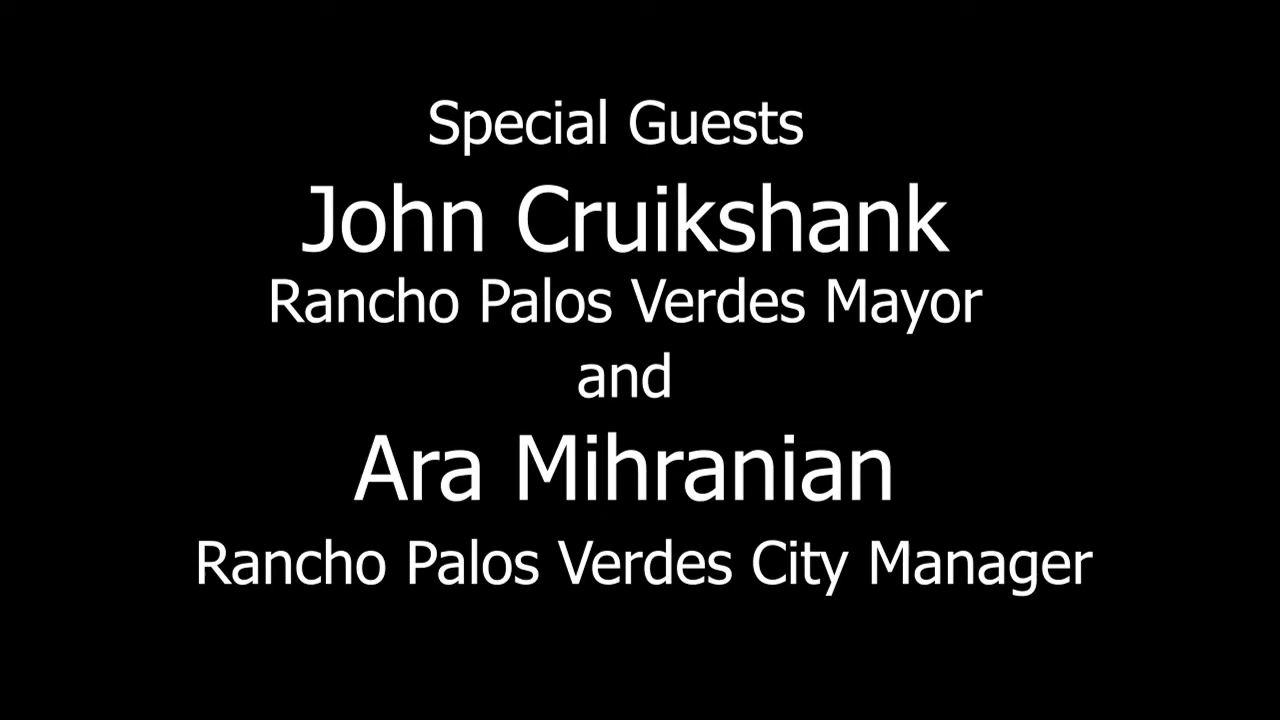 Special Guests
John Cruikshank
Rancho Palos Verdes Mayor
and
Ara Mihranian
Rancho Palos Verdes City Manager